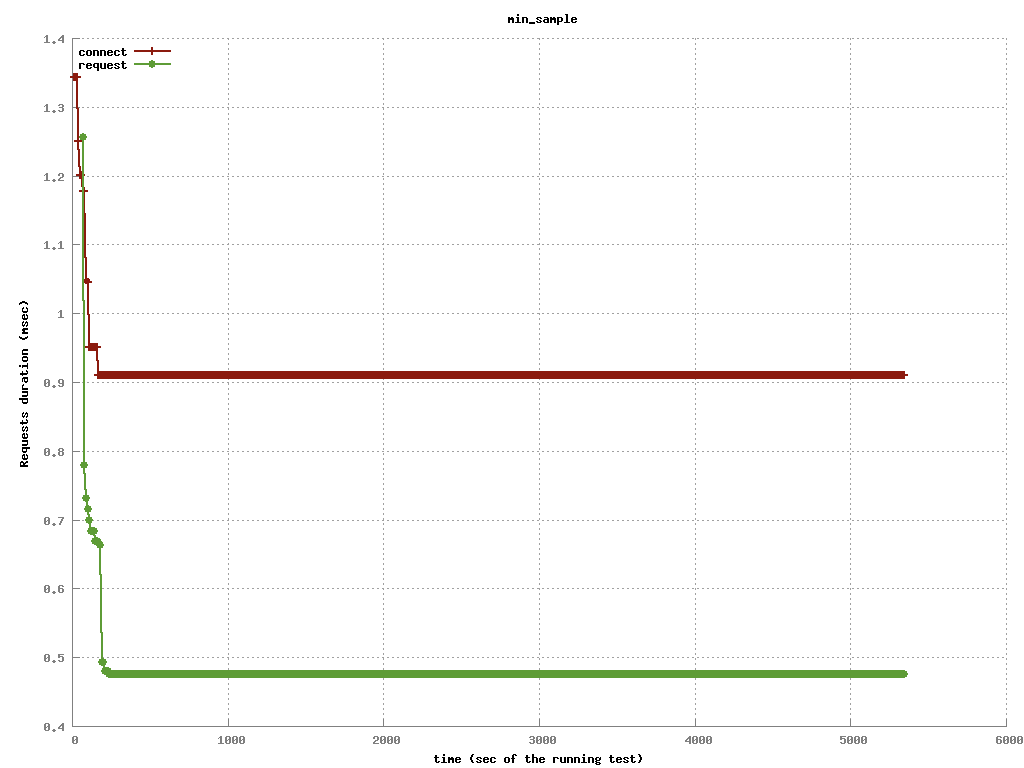 min_sample
1.4
1.3
1.2
1.1
1
0.9
0.8
0.7
0.6
0.5
0.4
connect
request
Requests duration (msec)
0 1000 2000 3000 4000 5000 6000
time (sec of the running test)